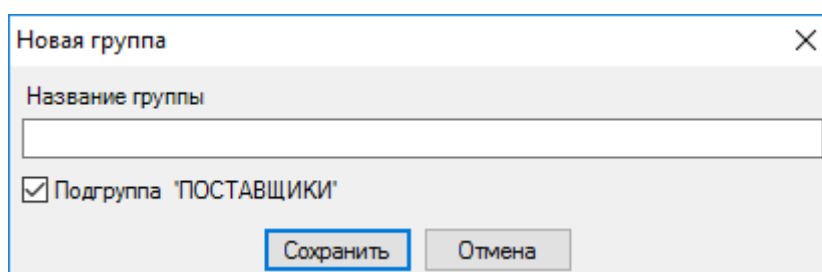 Новая группа
Название группы
Подгруппа "ПОСТАВЩИКИ"
Сохранить Отмена